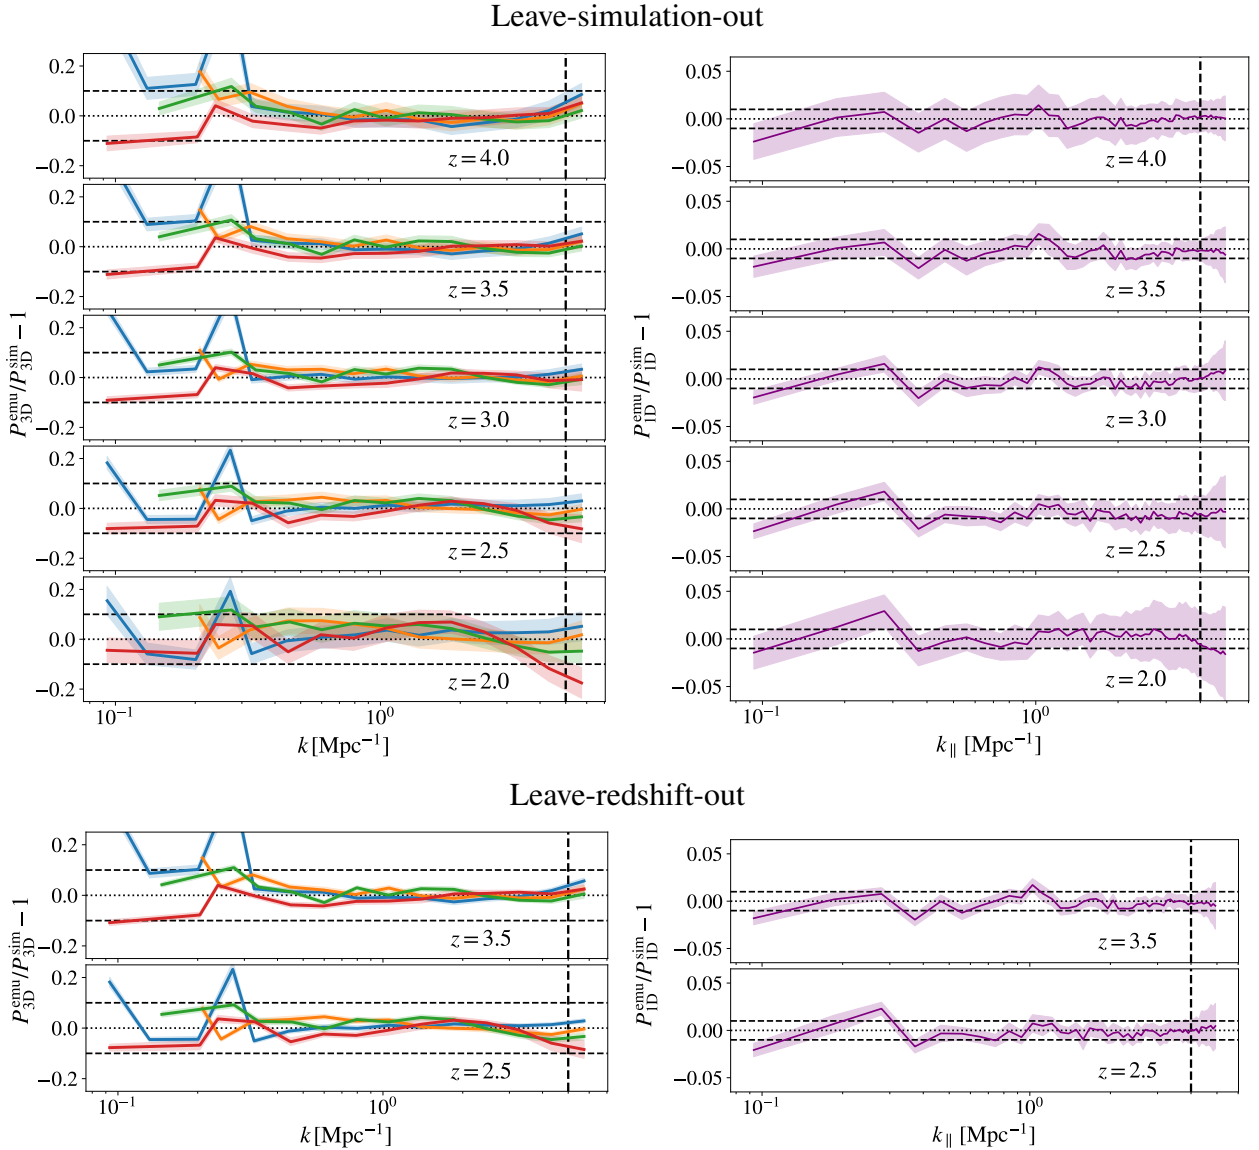 Leave-simulation-out
0.2
0.0
−0.2
z = 4.0
0.2
0.0
−0.2
z = 3.5
0.2
0.0
−0.2
z = 3.0
0.2
0.0
−0.2
z = 2.5
0.2
0.0
−0.2
z = 2.0
P_3D^emu/P_3D^sim − 1
10^−1
10^0
k [Mpc^−1]
0.05
0.00
−0.05
z = 4.0
0.05
0.00
−0.05
z = 3.5
0.05
0.00
−0.05
z = 3.0
0.05
0.00
−0.05
z = 2.5
0.05
0.00
−0.05
z = 2.0
P_1D^emu/P_1D^sim − 1
10^−1
10^0
k_∥ [Mpc^−1]
Leave-redshift-out
0.2
0.0
−0.2
z = 3.5
0.2
0.0
−0.2
z = 2.5
P_3D^emu/P_3D^sim − 1
10^−1
10^0
k [Mpc^−1]
0.05
0.00
−0.05
z = 3.5
0.05
0.00
−0.05
z = 2.5
P_1D^emu/P_1D^sim − 1
10^−1
10^0
k_∥ [Mpc^−1]